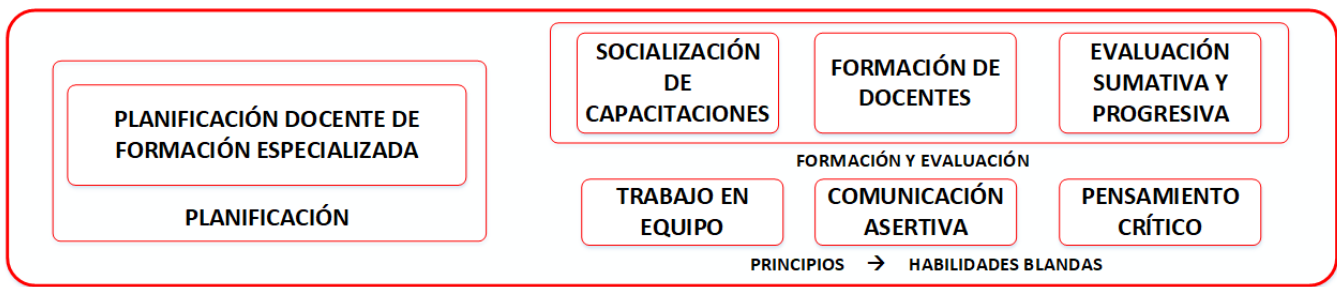 PLANIFICACIÓN DOCENTE DE
FORMACIÓN ESPECIALIZADA
PLANIFICACIÓN
SOCIALIZACIÓN
DE
CAPACITACIONES
FORMACIÓN DE
DOCENTES
EVALUACIÓN
SUMATIVA Y
PROGRESIVA
FORMACIÓN Y EVALUACIÓN
TRABAJO EN
EQUIPO
COMUNICACIÓN
ASERTIVA
PENSAMIENTO
CRÍTICO
PRINCIPIOS → HABILIDADES BLANDAS